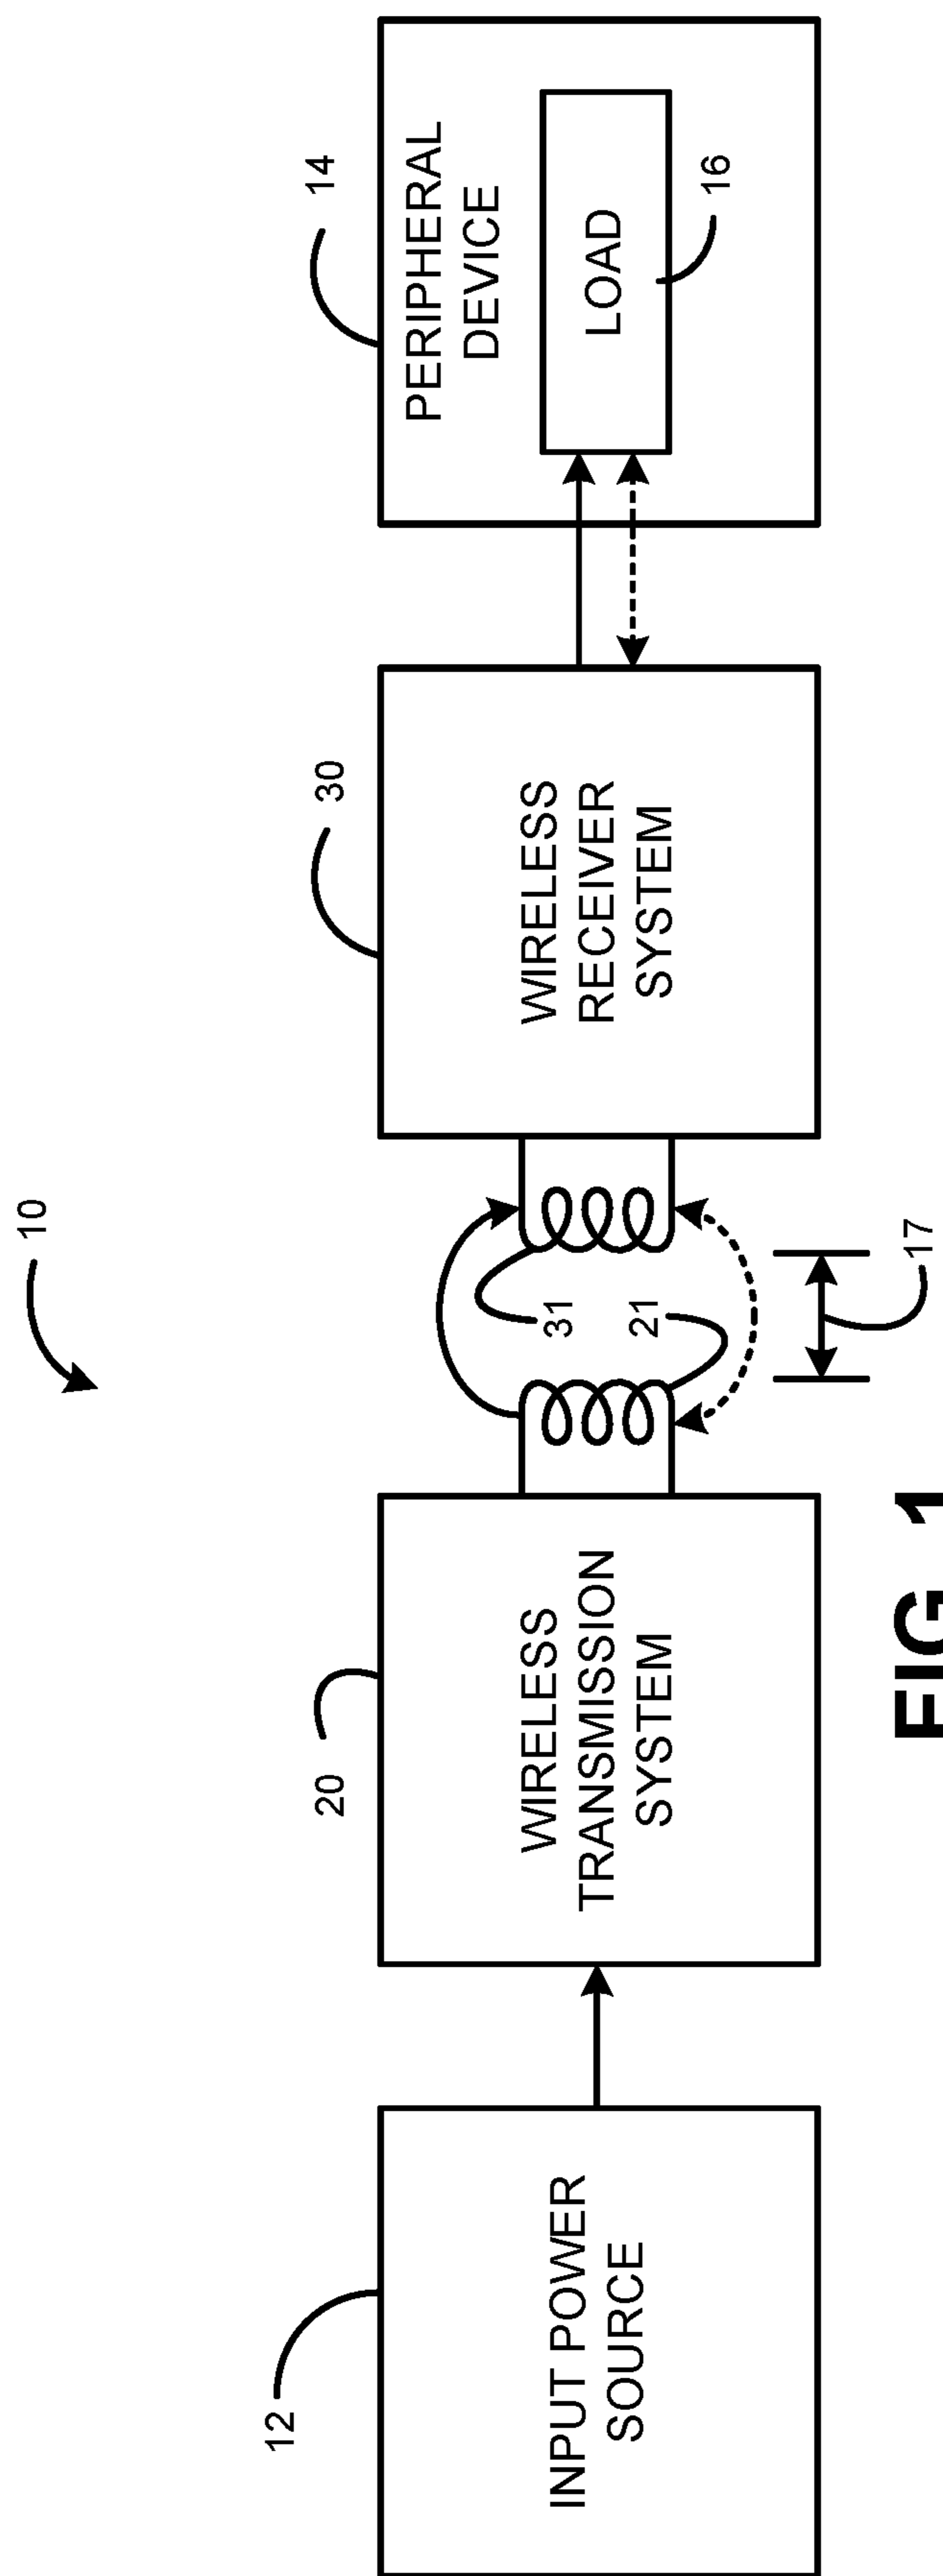 10
12
INPUT POWER
SOURCE
20
WIRELESS
TRANSMISSION
SYSTEM
21
31
17
30
WIRELESS
RECEIVER
SYSTEM
14
PERIPHERAL
DEVICE
LOAD
16
FIG. 1